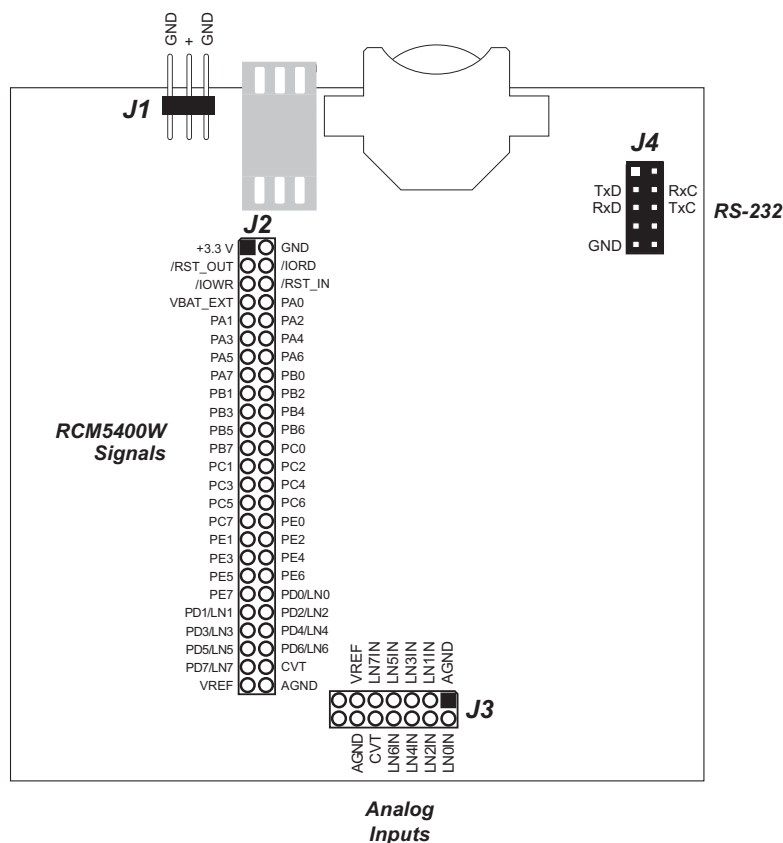 GND
+
GND
J1
J4
TxD RxC
RxD TxC
GND
RS-232
J2
+3.3 V GND
/RST_OUT /IORD
/IOWR /RST_IN
VBAT_EXT PA0
PA1 PA2
PA3 PA4
PA5 PA6
PA7 PB0
PB1 PB2
PB3 PB4
PB5 PB6
PB7 PC0
PC1 PC2
PC3 PC4
PC5 PC6
PC7 PE0
PE1 PE2
PE3 PE4
PE5 PE6
PE7 PD0/LN0
PD1/LN1 PD2/LN2
PD3/LN3 PD4/LN4
PD5/LN5 PD6/LN6
PD7/LN7 CVT
VREF AGND
RCM5400W
Signals
VREF
LN7IN
LN5IN
LN3IN
LN1IN
AGND
J3
AGND
CVT
LN6IN
LN4IN
LN2IN
LN0IN
Analog
Inputs